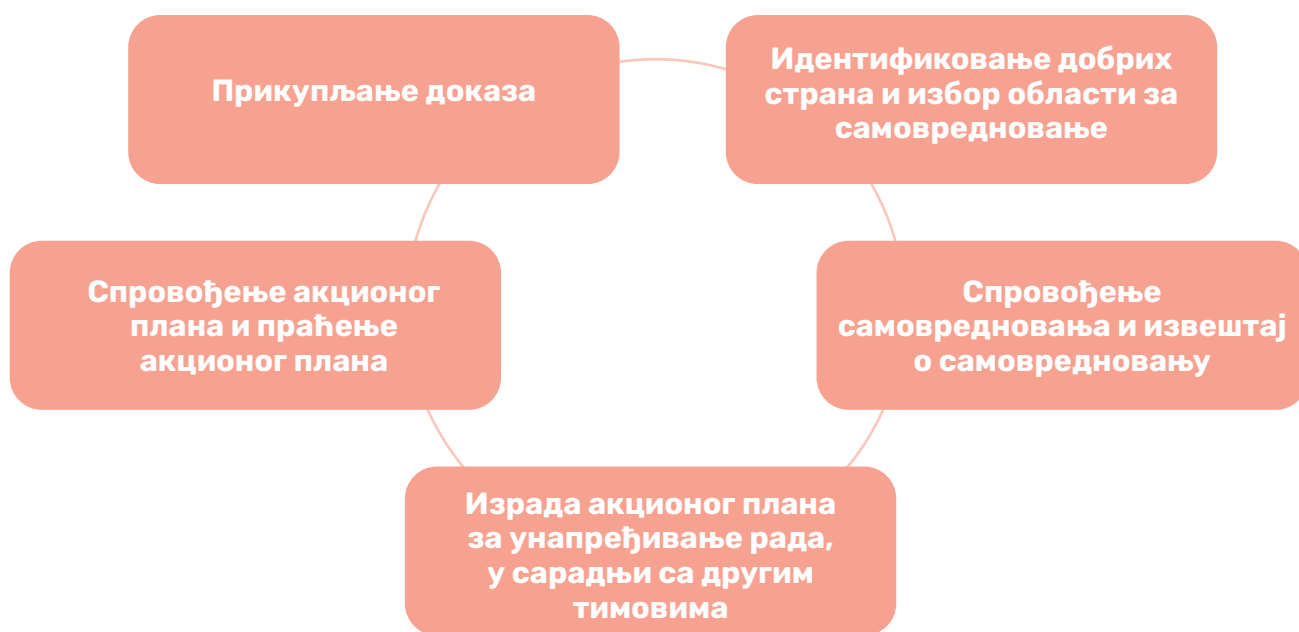 Прикупљање доказа
Идентификовање добрих
страна и избор области за
самовредновање
Спровођење акционог
плана и праћење
акционог плана
Спровођење
самовредновања и извештај
о самовредновању
Израда акционог плана
за унапређивање рада,
у сарадњи са другим
тимовима